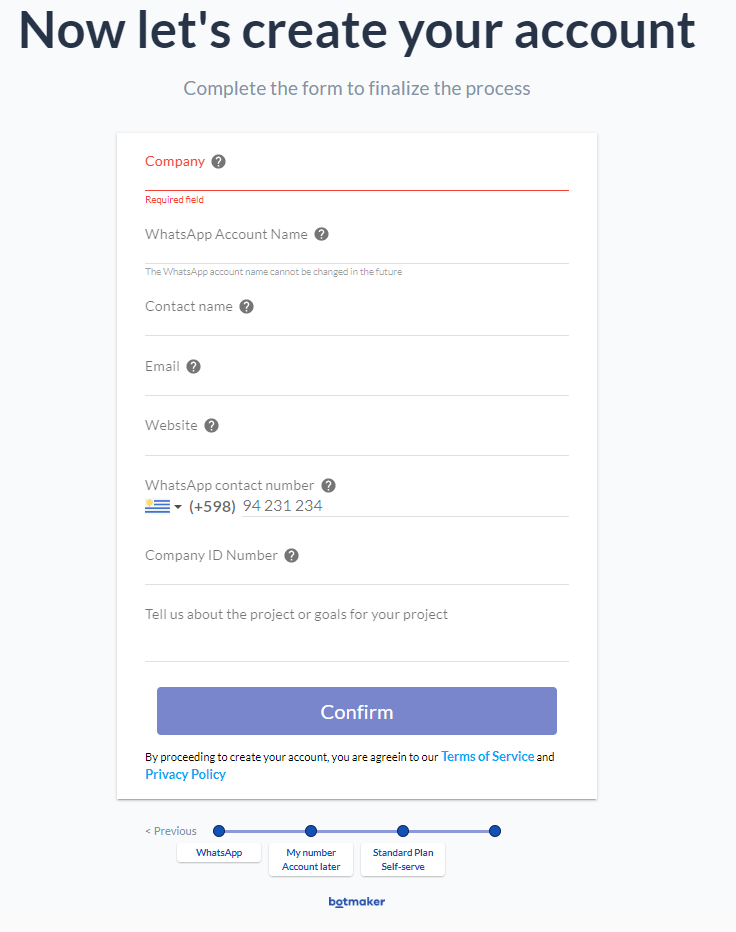 Now let's create your account
Complete the form to finalize the process
Company ?
Required field
WhatsApp Account Name ?
The WhatsApp account name cannot be changed in the future
Contact name ?
Email ?
Website ?
WhatsApp contact number ?
(+598) 94 231 234
Company ID Number ?
Tell us about the project or goals for your project
Confirm
By proceeding to create your account, you are agreein to our Terms of Service and
Privacy Policy
< Previous
WhatsApp
My number
Account later
Standard Plan
Self-serve
botmaker